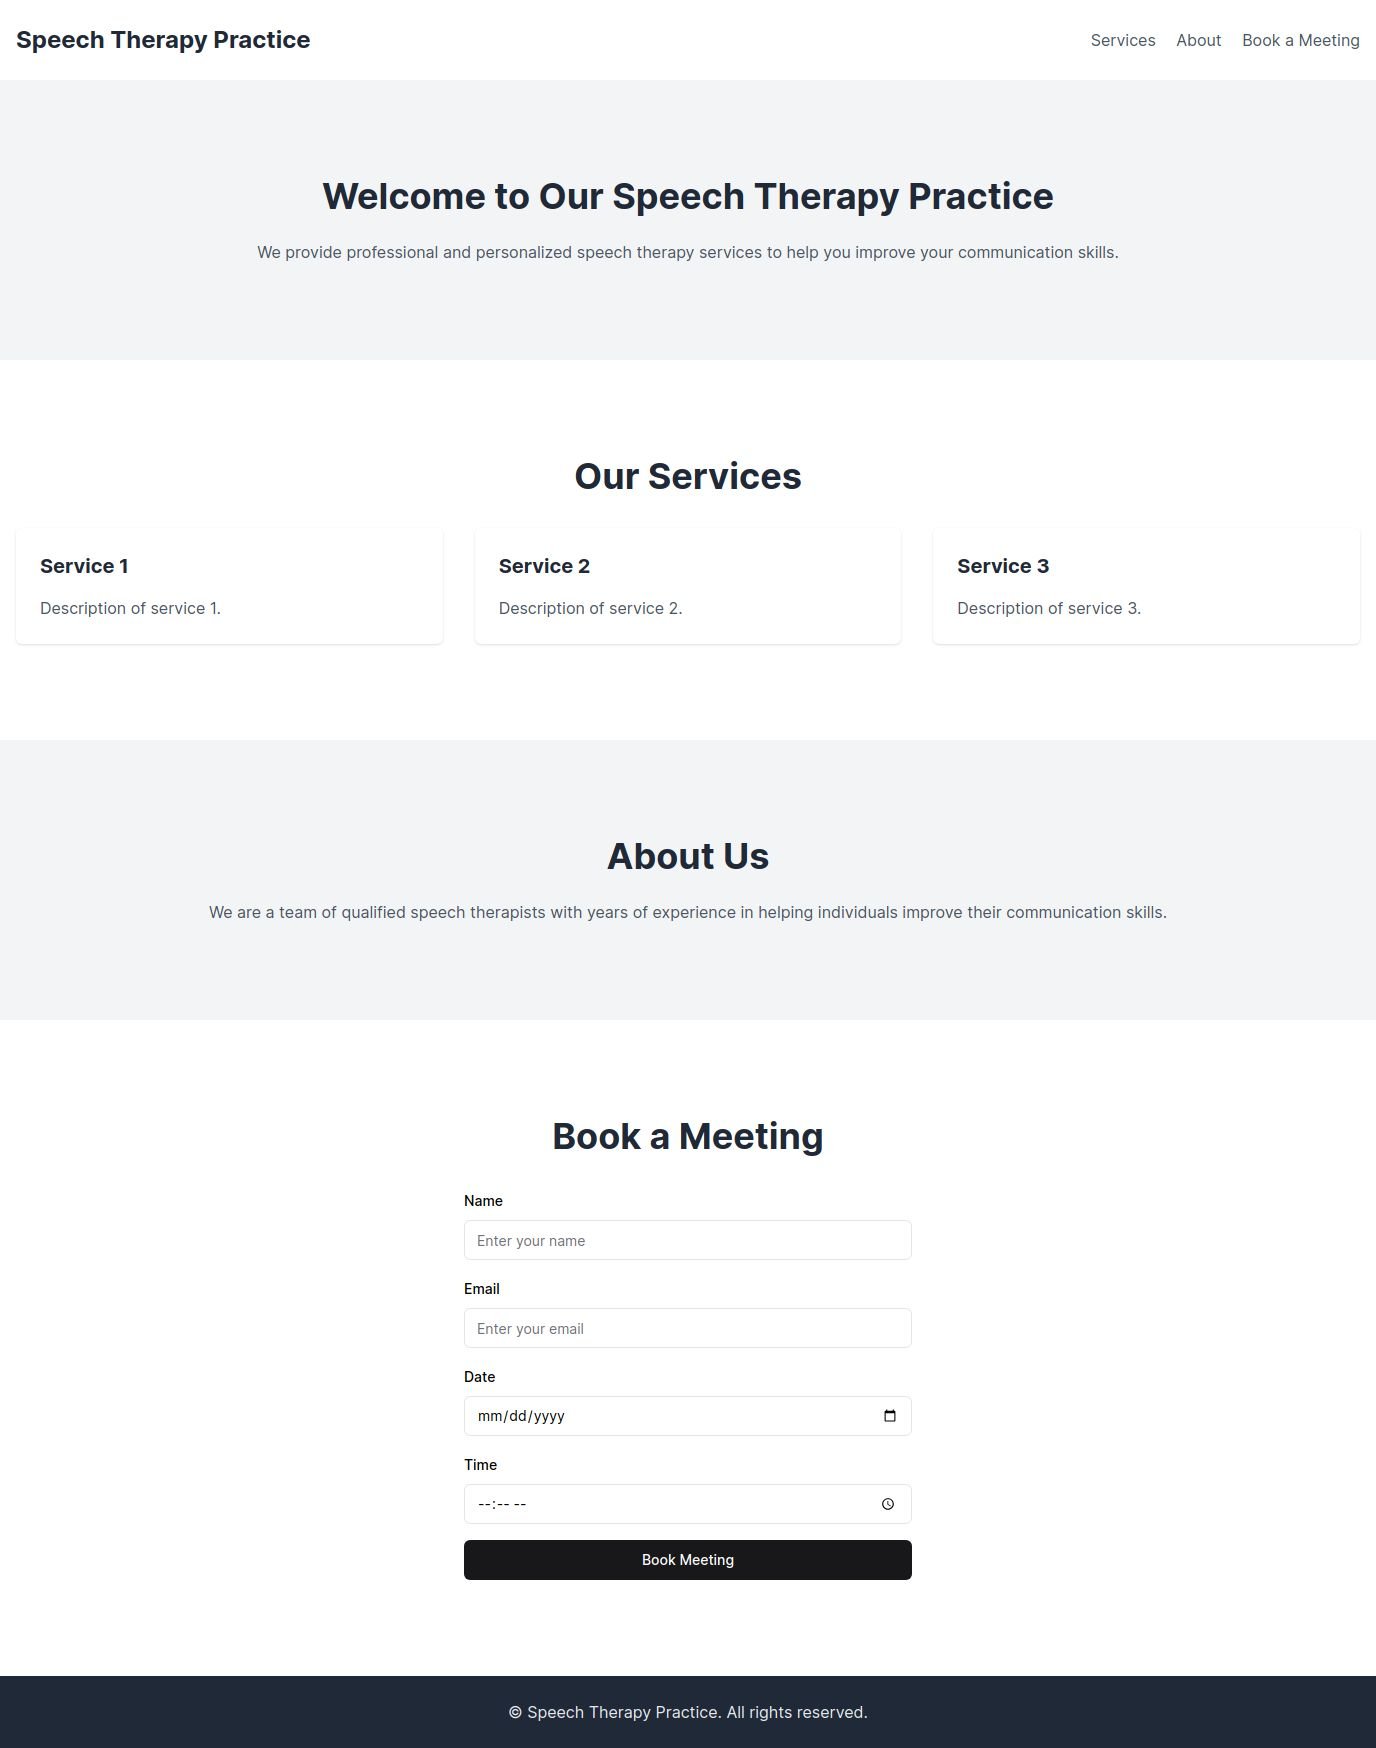 Speech Therapy Practice
Services About Book a Meeting
Welcome to Our Speech Therapy Practice
We provide professional and personalized speech therapy services to help you improve your communication skills.
Our Services
Service 1
Description of service 1.
Service 2
Description of service 2.
Service 3
Description of service 3.
About Us
We are a team of qualified speech therapists with years of experience in helping individuals improve their communication skills.
Book a Meeting
Name
Enter your name
Email
Enter your email
Date
mm/dd/yyyy
Time
--:-- --
Book Meeting
© Speech Therapy Practice. All rights reserved.